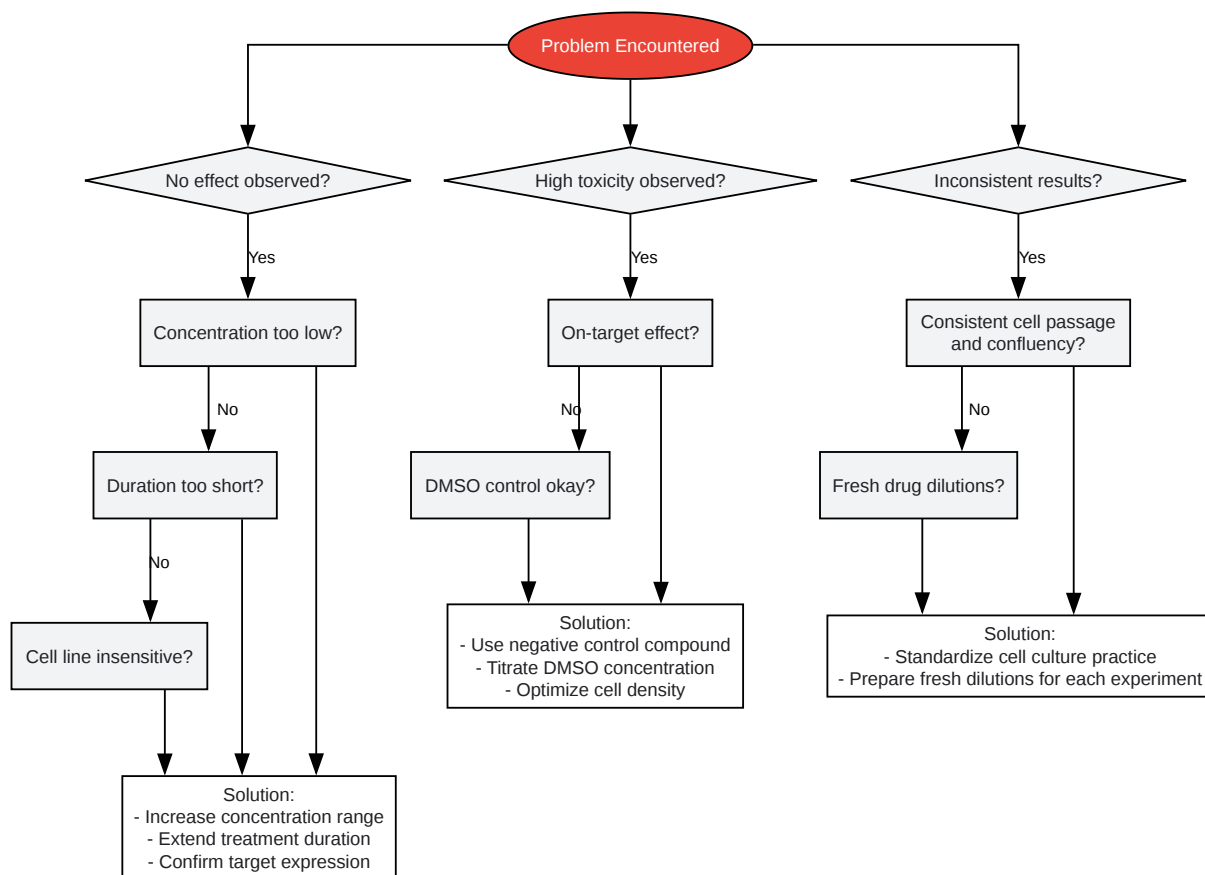 Problem Encountered
No effect observed?
High toxicity observed?
Inconsistent results?
Yes
Yes
Yes
Concentration too low?
On-target effect?
Consistent cell passage
and confluency?
No
No
No
Duration too short?
DMSO control okay?
Fresh drug dilutions?
No
Cell line insensitive?
Solution:
- Use negative control compound
- Titrate DMSO concentration
- Optimize cell density
Solution:
- Standardize cell culture practice
- Prepare fresh dilutions for each experiment
Solution:
- Increase concentration range
- Extend treatment duration
- Confirm target expression